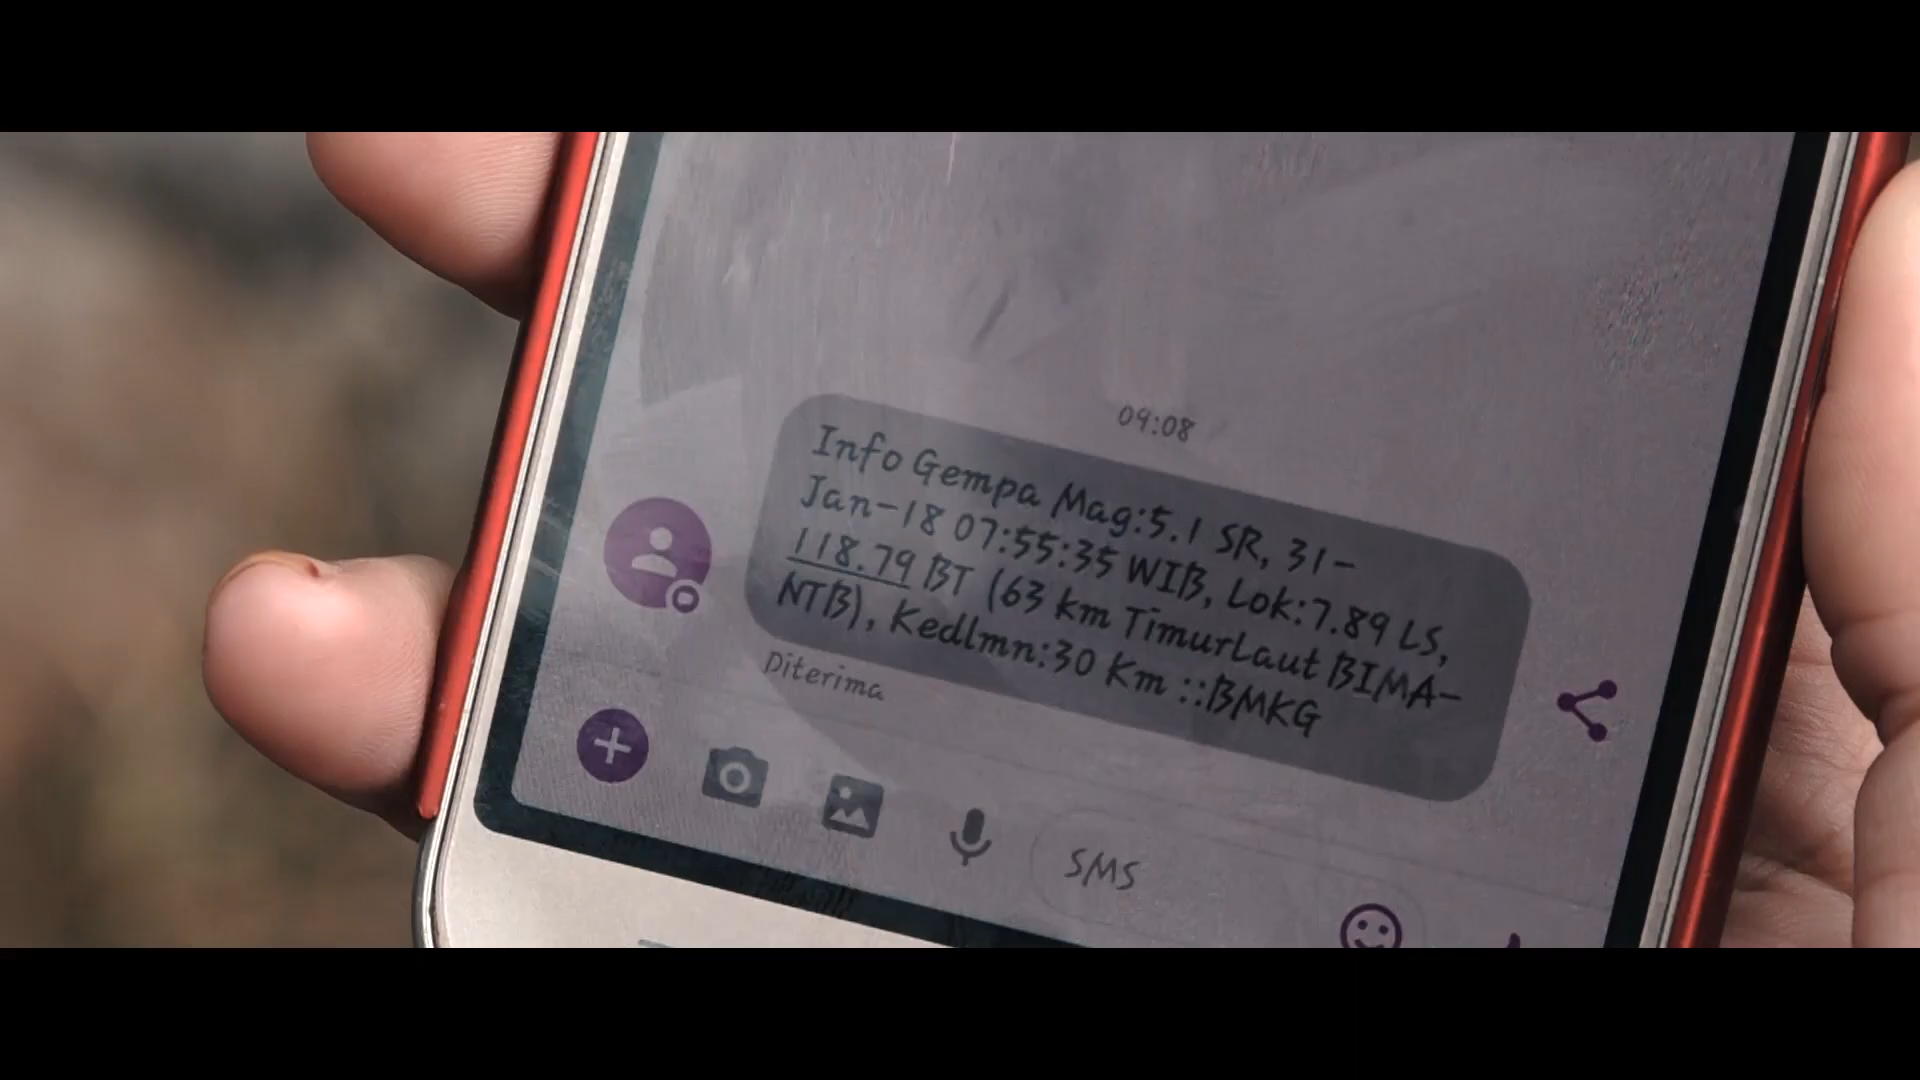 09:08
Info Gempa Mag:5.1 SR, 31-
Jan-18 07:55:35 WIB, Lok:7.89 LS,
118.79 BT (63 km TimurLaut BIMA-
NTB), Kedlmn:30 Km ::BMKG
Diterima
SMS